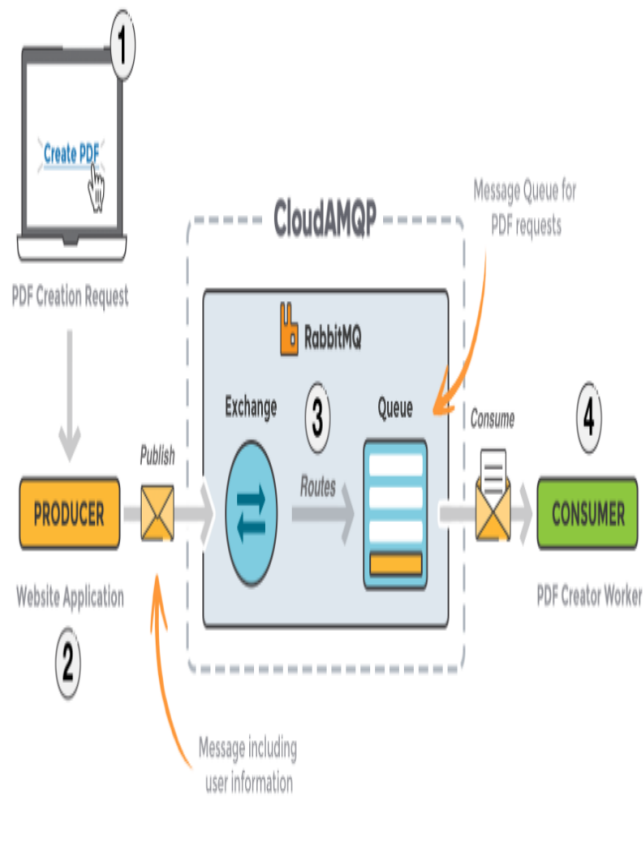 1
Create PDF
PDF Creation Request
CloudAMQP
Message Queue for
PDF requests
RabbitMQ
Exchange
3
Queue
Publish
Routes
Consume
4
PRODUCER
CONSUMER
Website Application
PDF Creator Worker
2
Message including
user information